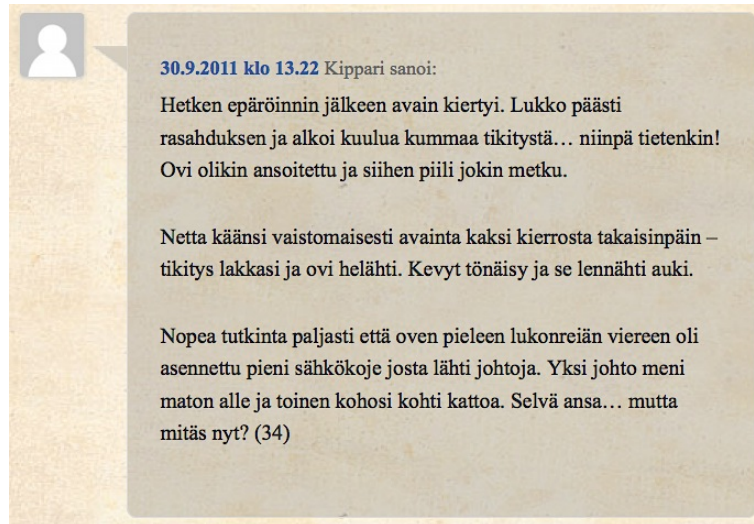 30.9.2011 klo 13.22 Kippari sanoi:
Hetken epäröinnin jälkeen avain kiertyi. Lukko päästi
rasahduksen ja alkoi kuulua kummaa tikitystä… niinpä tietenkin!
Ovi olikin ansoitettu ja siihen piili jokin metku.
Netta käänsi vaistomaisesti avainta kaksi kierrosta takaisinpäin –
tikitys lakkasi ja ovi helähti. Kevyt tönäisy ja se lennähti auki.
Nopea tutkinta paljasti että oven pieleen lukonreiän viereen oli
asennettu pieni sähkökoje josta lähti johtoja. Yksi johto meni
maton alle ja toinen kohosi kohti kattoa. Selvä ansa… mutta
mitäs nyt? (34)